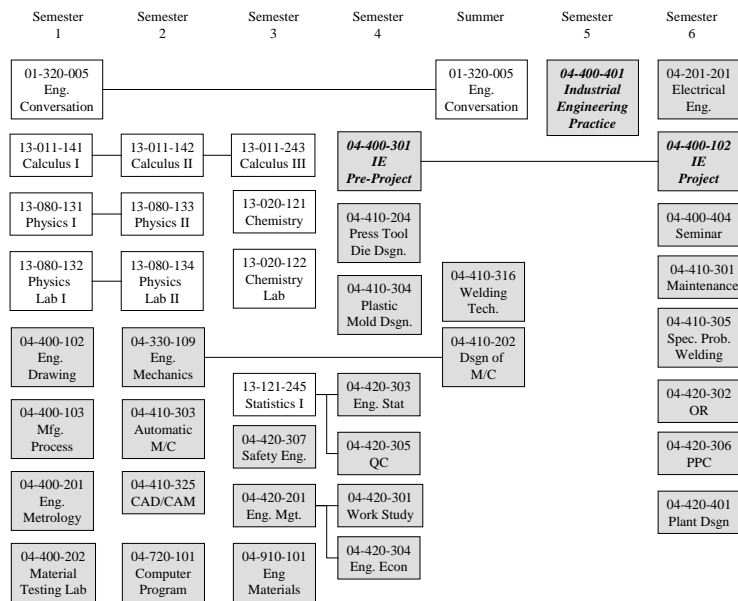 Semester
1
Semester
2
Semester
3
Semester
4
Summer
Semester
5
Semester
6
01-320-005
Eng.
Conversation
01-320-005
Eng.
Conversation
04-400-401
Industrial
Engineering
Practice
04-201-201
Electrical
Eng.
13-011-141
Calculus I
13-011-142
Calculus II
13-011-243
Calculus III
04-400-301
IE
Pre-Project
04-400-102
IE
Project
13-080-131
Physics I
13-080-133
Physics II
13-020-121
Chemistry
04-410-204
Press Tool
Die Dsgn.
04-400-404
Seminar
13-080-132
Physics
Lab I
13-080-134
Physics
Lab II
13-020-122
Chemistry
Lab
04-410-304
Plastic
Mold Dsgn.
04-410-316
Welding
Tech.
04-410-301
Maintenance
04-400-102
Eng.
Drawing
04-330-109
Eng.
Mechanics
04-410-202
Dsgn of
M/C
04-410-305
Spec. Prob.
Welding
13-121-245
Statistics I
04-420-303
Eng. Stat
04-400-103
Mfg.
Process
04-410-303
Automatic
M/C
04-420-302
OR
04-420-307
Safety Eng.
04-420-305
QC
04-420-306
PPC
04-400-201
Eng.
Metrology
04-410-325
CAD/CAM
04-420-201
Eng. Mgt.
04-420-301
Work Study
04-420-401
Plant Dsgn
04-400-202
Material
Testing Lab
04-720-101
Computer
Program
04-910-101
Eng
Materials
04-420-304
Eng. Econ